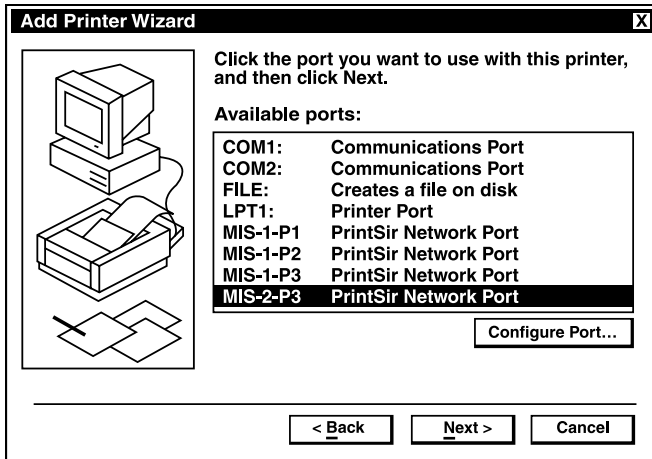 Add Printer Wizard X
Click the port you want to use with this printer,
and then click Next.
Available ports:
COM1: Communications Port
COM2: Communications Port
FILE: Creates a file on disk
LPT1: Printer Port
MIS-1-P1 PrintSir Network Port
MIS-1-P2 PrintSir Network Port
MIS-1-P3 PrintSir Network Port
MIS-2-P3 PrintSir Network Port
Configure Port...
< Back Next > Cancel